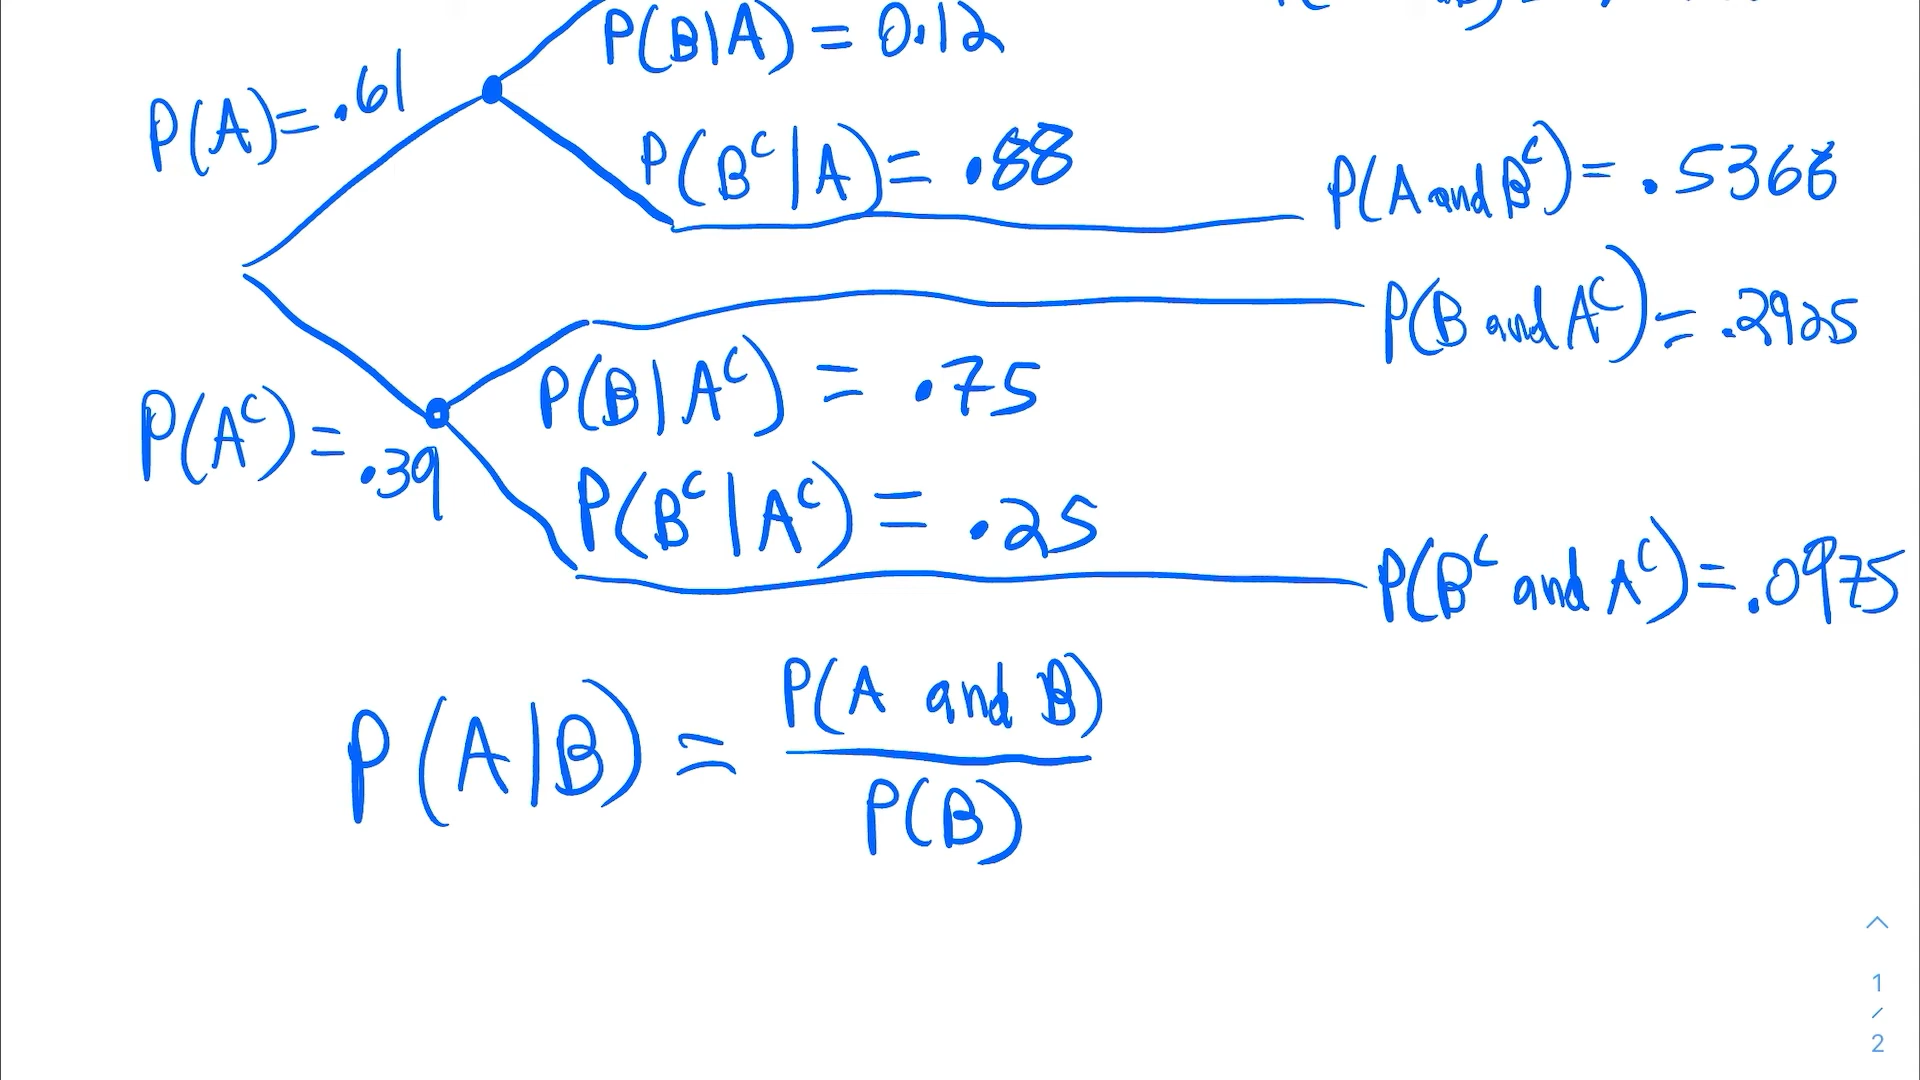 P(B|A) = 0.12
P(A) = .61
P(B^c|A) = .88
P(A and B^c) = .5368
P(B and A^c) = .2925
P(B|A^c) = .75
P(A^c) = .39
P(B^c|A^c) = .25
P(B^c and A^c) = .0975
P(A|B) = P(A and B)
P(B)
1
/
2